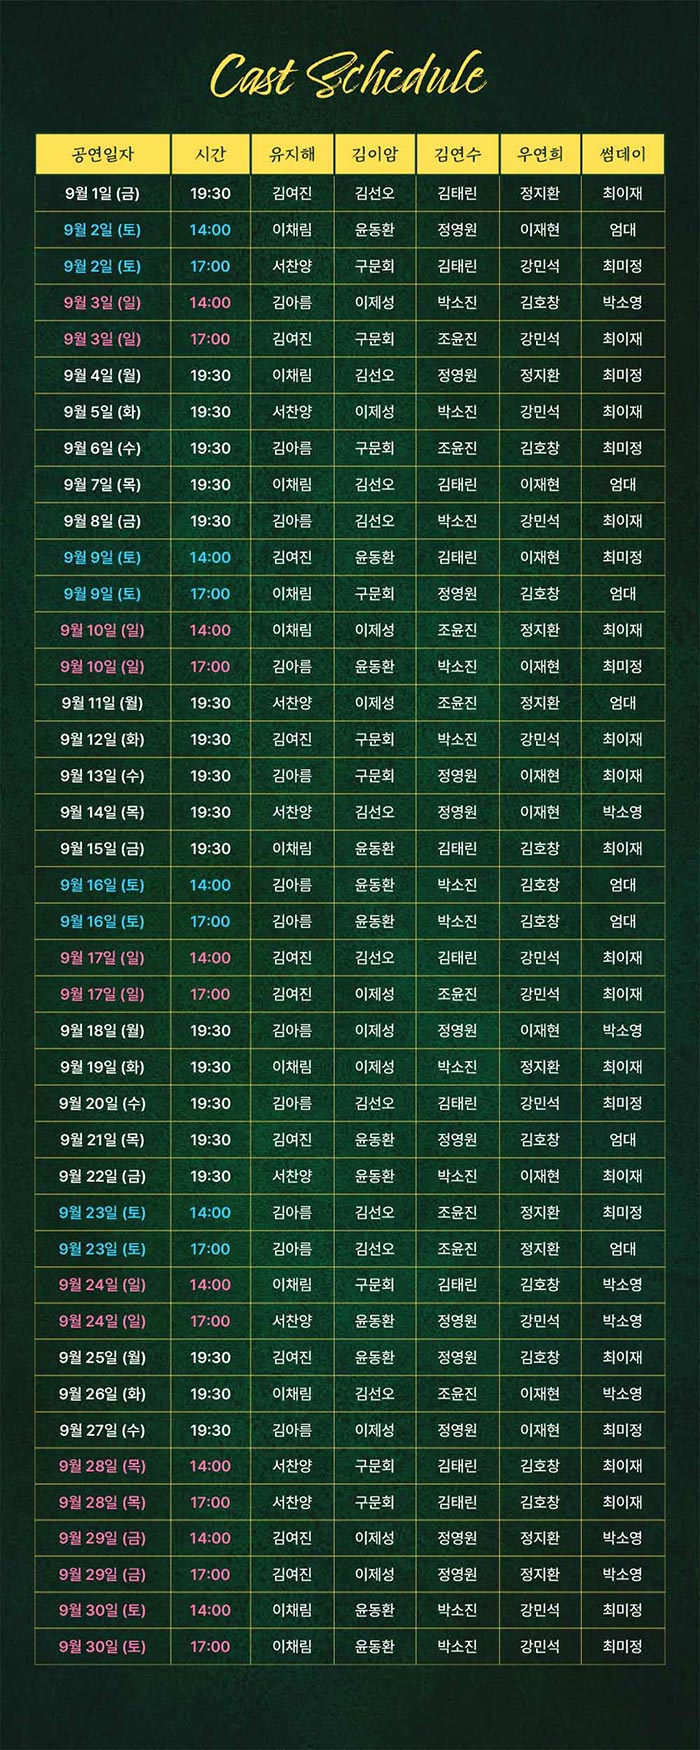 Cast Schedule
공연일자 시간 유지해 김이암 김연수 우연희 썸데이
9월 1일 (금) 19:30 김여진 김선오 김태린 정지환 최이재
9월 2일 (토) 14:00 이채림 윤동환 정영원 이재현 엄대
9월 2일 (토) 17:00 서찬양 구문회 김태린 강민석 최미정
9월 3일 (일) 14:00 김아름 이제성 박소진 김호창 박소영
9월 3일 (일) 17:00 김여진 구문회 조윤진 강민석 최이재
9월 4일 (월) 19:30 이채림 김선오 정영원 정지환 최미정
9월 5일 (화) 19:30 서찬양 이제성 박소진 강민석 최이재
9월 6일 (수) 19:30 김아름 구문회 조윤진 김호창 최미정
9월 7일 (목) 19:30 이채림 김선오 김태린 이재현 엄대
9월 8일 (금) 19:30 김아름 김선오 박소진 강민석 최이재
9월 9일 (토) 14:00 김여진 윤동환 김태린 이재현 최미정
9월 9일 (토) 17:00 이채림 구문회 정영원 김호창 엄대
9월 10일 (일) 14:00 이채림 이제성 조윤진 정지환 최이재
9월 10일 (일) 17:00 김아름 윤동환 박소진 이재현 최미정
9월 11일 (월) 19:30 서찬양 이제성 조윤진 정지환 엄대
9월 12일 (화) 19:30 김여진 구문회 박소진 강민석 최이재
9월 13일 (수) 19:30 김아름 구문회 정영원 이재현 최이재
9월 14일 (목) 19:30 서찬양 김선오 정영원 이재현 박소영
9월 15일 (금) 19:30 이채림 윤동환 김태린 김호창 최이재
9월 16일 (토) 14:00 김아름 윤동환 박소진 김호창 엄대
9월 16일 (토) 17:00 김아름 윤동환 박소진 김호창 엄대
9월 17일 (일) 14:00 김여진 김선오 김태린 강민석 최이재
9월 17일 (일) 17:00 김여진 이제성 조윤진 강민석 최이재
9월 18일 (월) 19:30 김아름 이제성 정영원 이재현 박소영
9월 19일 (화) 19:30 이채림 이제성 박소진 정지환 최이재
9월 20일 (수) 19:30 김아름 김선오 김태린 강민석 최미정
9월 21일 (목) 19:30 김여진 윤동환 정영원 김호창 엄대
9월 22일 (금) 19:30 서찬양 윤동환 박소진 이재현 최이재
9월 23일 (토) 14:00 김아름 김선오 조윤진 정지환 최미정
9월 23일 (토) 17:00 김아름 김선오 조윤진 정지환 엄대
9월 24일 (일) 14:00 이채림 구문회 김태린 김호창 박소영
9월 24일 (일) 17:00 서찬양 윤동환 정영원 강민석 박소영
9월 25일 (월) 19:30 김여진 윤동환 정영원 김호창 최이재
9월 26일 (화) 19:30 이채림 김선오 조윤진 이재현 박소영
9월 27일 (수) 19:30 김아름 이제성 정영원 이재현 최미정
9월 28일 (목) 14:00 서찬양 구문회 김태린 김호창 최이재
9월 28일 (목) 17:00 서찬양 구문회 김태린 김호창 최이재
9월 29일 (금) 14:00 김여진 이제성 정영원 정지환 박소영
9월 29일 (금) 17:00 김여진 이제성 정영원 정지환 박소영
9월 30일 (토) 14:00 이채림 윤동환 박소진 강민석 최미정
9월 30일 (토) 17:00 이채림 윤동환 박소진 강민석 최미정